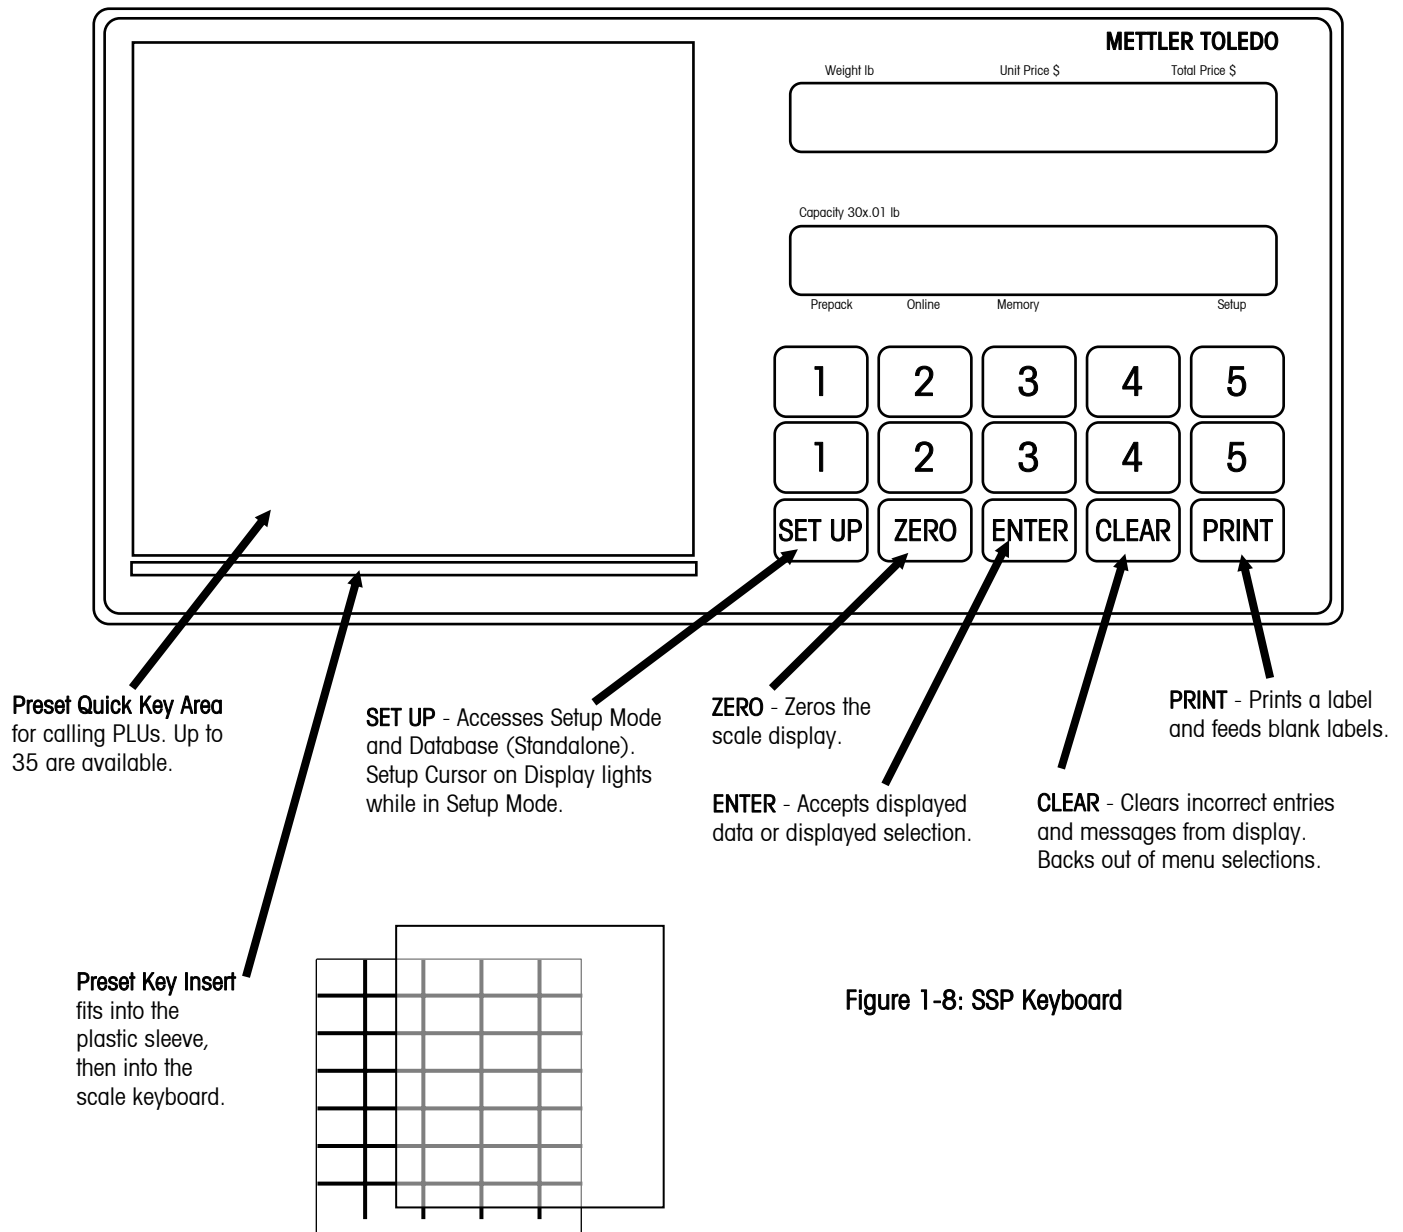 METTLER TOLEDO
Weight lb Unit Price $ Total Price $
Capacity 30x.01 lb
Prepack Online Memory Setup
1 2 3 4 5
1 2 3 4 5
SET UP ZERO ENTER CLEAR PRINT
Preset Quick Key Area
for calling PLUs. Up to
35 are available.
SET UP - Accesses Setup Mode
and Database (Standalone).
Setup Cursor on Display lights
while in Setup Mode.
ZERO - Zeros the
scale display.
ENTER - Accepts displayed
data or displayed selection.
PRINT - Prints a label
and feeds blank labels.
CLEAR - Clears incorrect entries
and messages from display.
Backs out of menu selections.
Preset Key Insert
fits into the
plastic sleeve,
then into the
scale keyboard.
Figure 1-8: SSP Keyboard